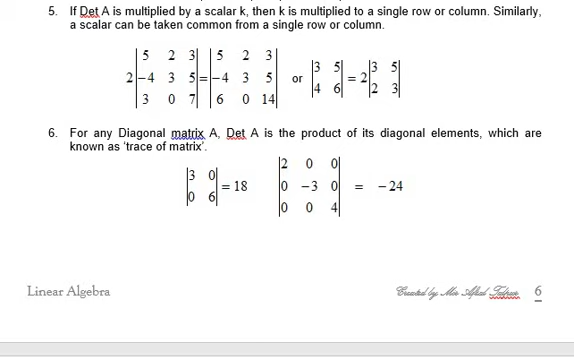 5. If Det A is multiplied by a scalar k, then k is multiplied to a single row or column. Similarly,
a scalar can be taken common from a single row or column.
2 |5 2 3; −4 3 5; 3 0 7| = |5 2 3; −4 3 5; 6 0 14| or |3 5; 4 6| = 2 |3 5; 2 3|
6. For any Diagonal matrix A, Det A is the product of its diagonal elements, which are
known as 'trace of matrix'.
|3 0; 0 6| = 18 |2 0 0; 0 −3 0; 0 0 4| = −24
Linear Algebra Created by Mir Afzal 6